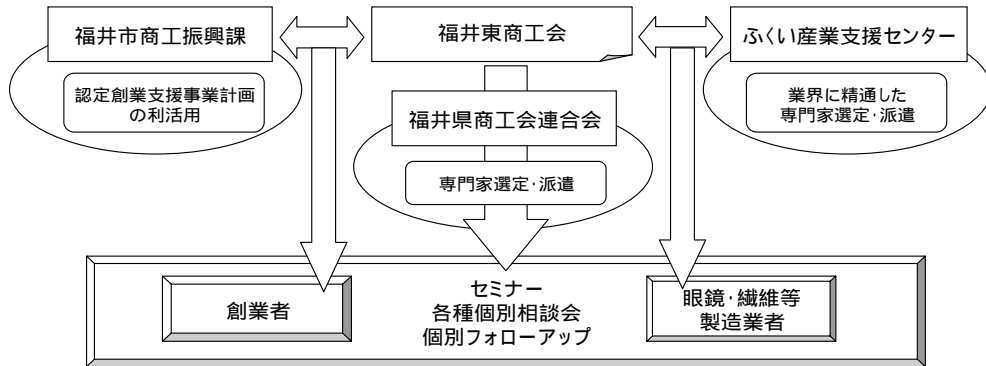 福井市商工振興課
福井東商工会
ふくい産業支援センター
認定創業支援事業計画
の利活用
業界に精通した
専門家選定・派遣
福井県商工会連合会
専門家選定・派遣
創業者
セミナー
各種個別相談会
個別フォローアップ
眼鏡・繊維等
製造業者